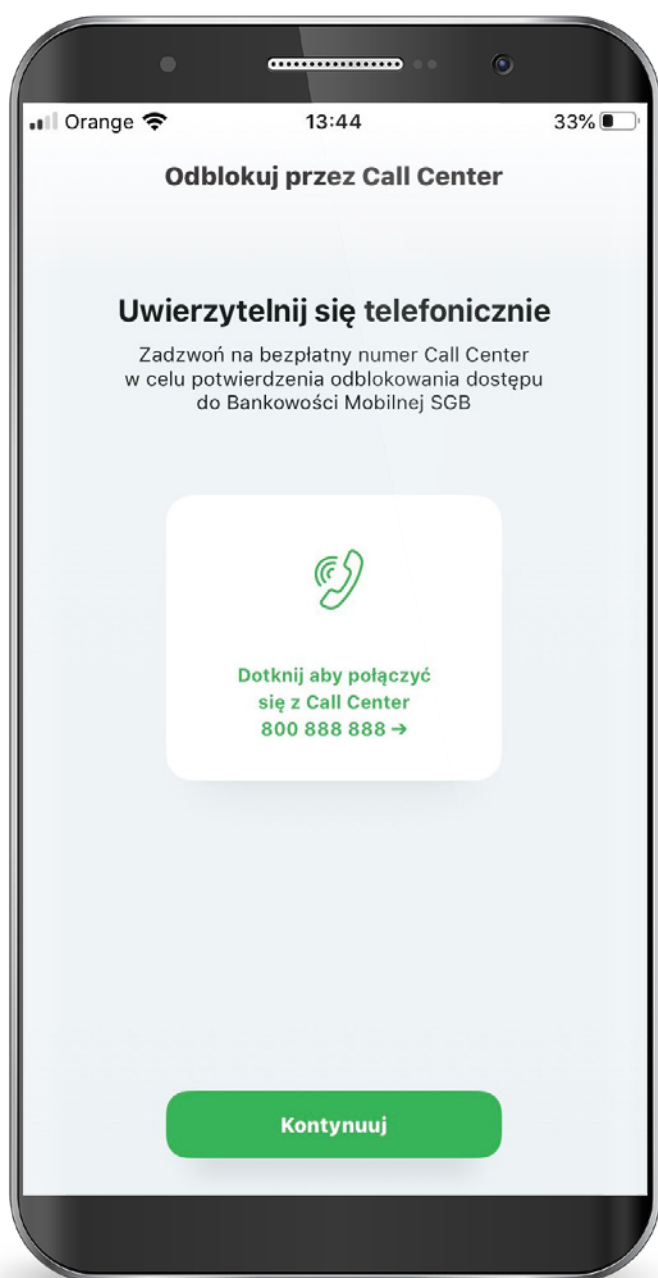 Orange 13:44 33%
Odblokuj przez Call Center
Uwierzytelnij się telefonicznie
Zadzwoń na bezpłatny numer Call Center
w celu potwierdzenia odblokowania dostępu
do Bankowości Mobilnej SGB
Dotknij aby połączyć
się z Call Center
800 888 888 →
Kontynuuj